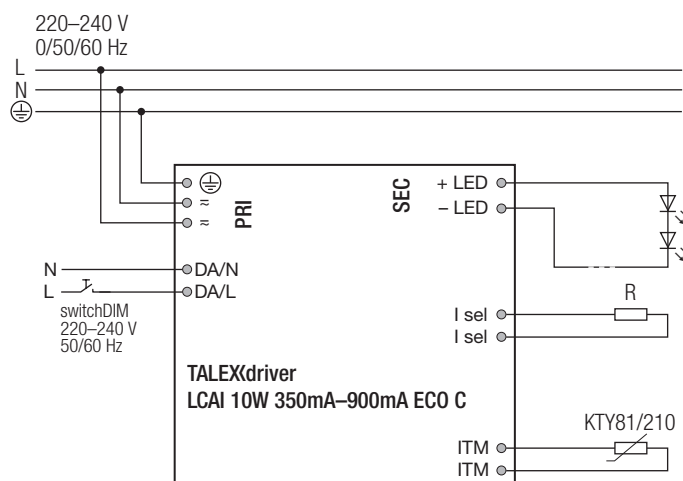 220–240 V
0/50/60 Hz
L
N
+ LED
– LED
≂
≂
PRI
SEC
N
DA/N
L
DA/L
switchDIM
220–240 V
50/60 Hz
I sel
I sel
R
TALEXXdriver
LCAI 10W 350mA–900mA ECO C
KTY81/210
ITM
ITM